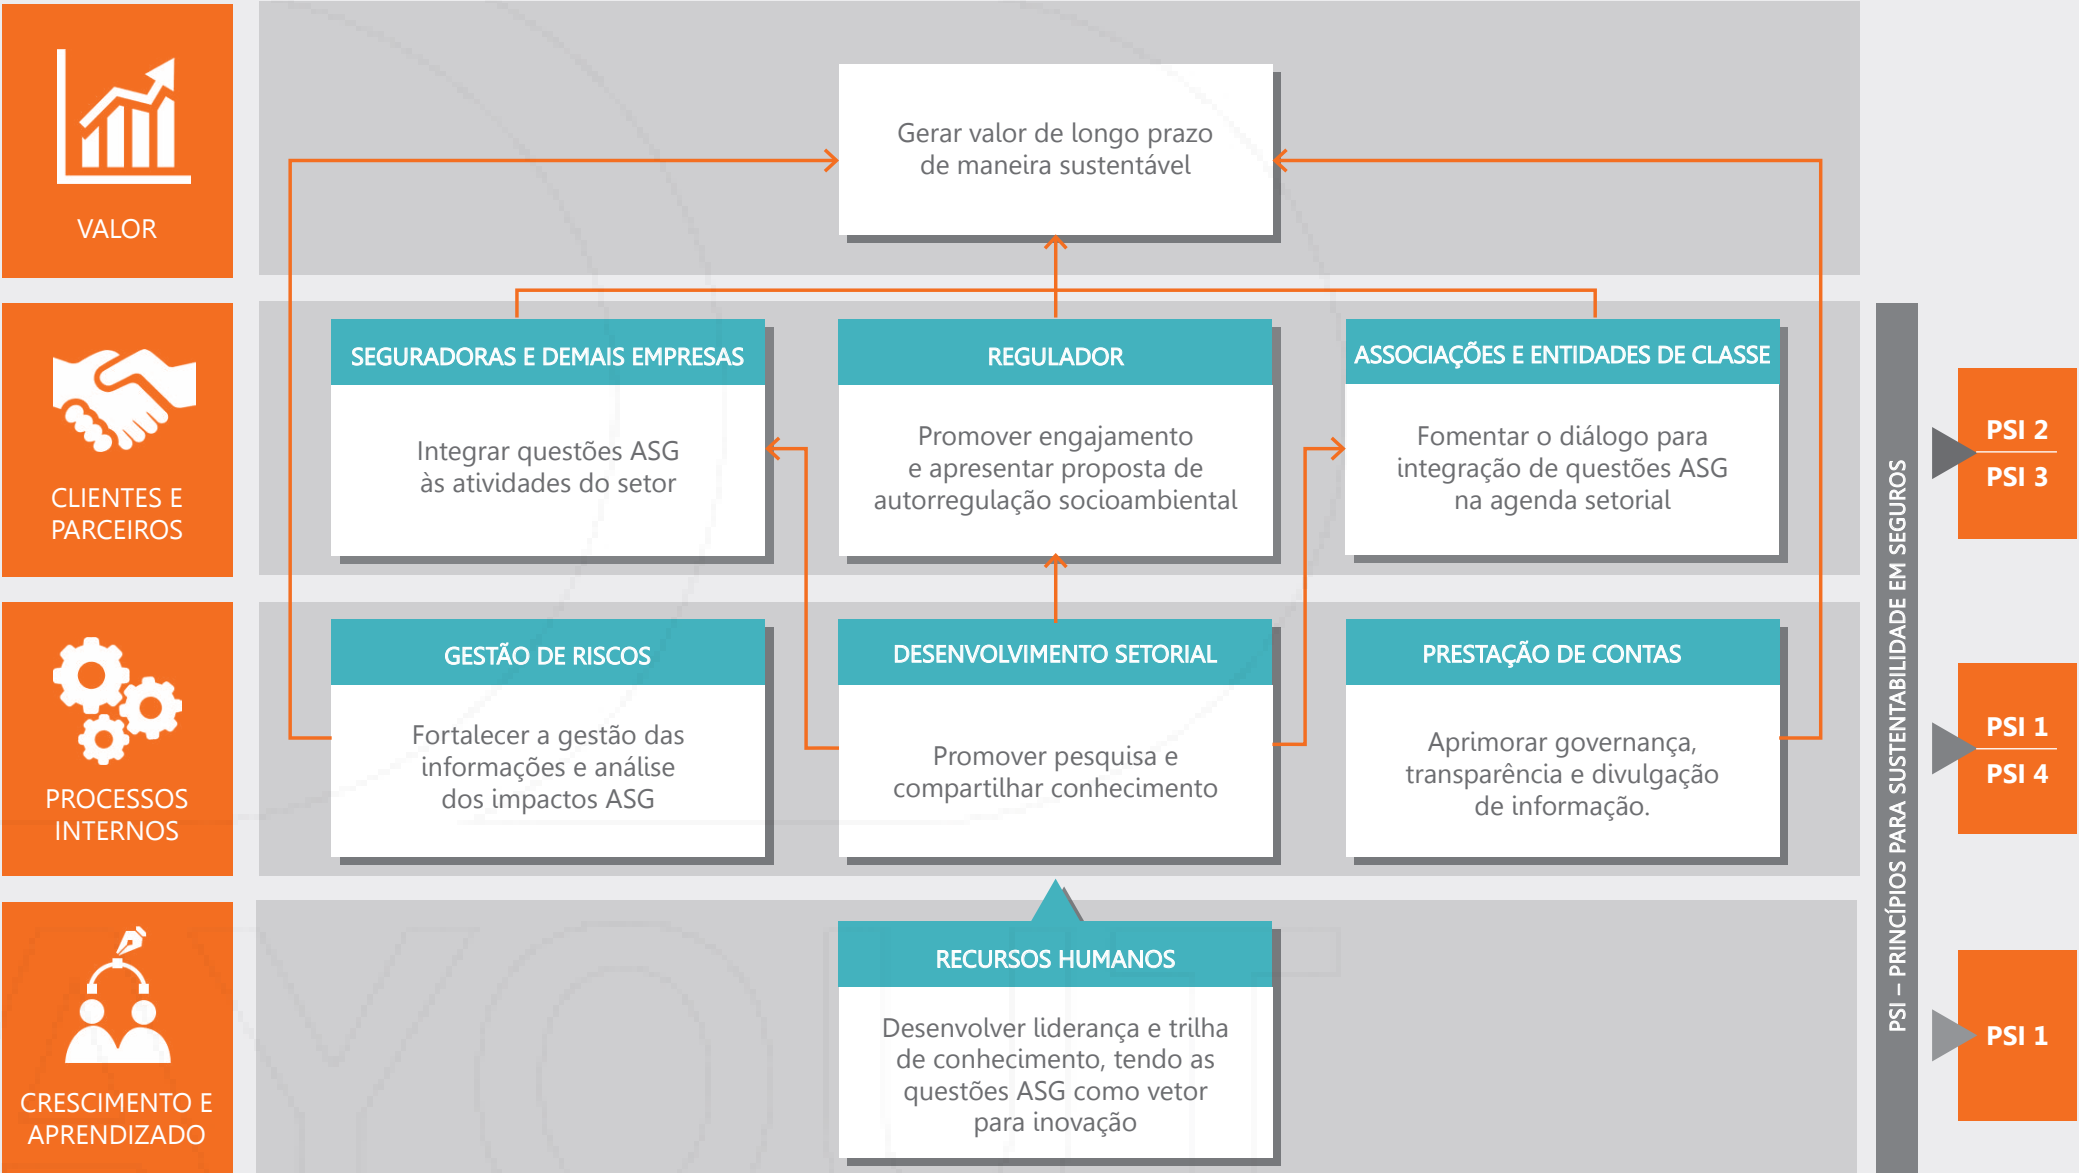 VALOR
Gerar valor de longo prazo
de maneira sustentável
CLIENTES E
PARCEIROS
SEGURADORAS E DEMAIS EMPRESAS
Integrar questões ASG
às atividades do setor
REGULADOR
Promover engajamento
e apresentar proposta de
autorregulação socioambiental
ASSOCIAÇÕES E ENTIDADES DE CLASSE
Fomentar o diálogo para
integração de questões ASG
na agenda setorial
PSI 2
PSI 3
PROCESSOS
INTERNOS
GESTÃO DE RISCOS
Fortalecer a gestão das
informações e análise
dos impactos ASG
DESENVOLVIMENTO SETORIAL
Promover pesquisa e
compartilhar conhecimento
PRESTAÇÃO DE CONTAS
Aprimorar governança,
transparência e divulgação
de informação.
PSI 1
PSI 4
CRESCIMENTO E
APRENDIZADO
RECURSOS HUMANOS
Desenvolver liderança e trilha
de conhecimento, tendo as
questões ASG como vetor
para inovação
PSI 1
PSI – PRINCÍPIOS PARA SUSTENTABILIDADE EM SEGUROS